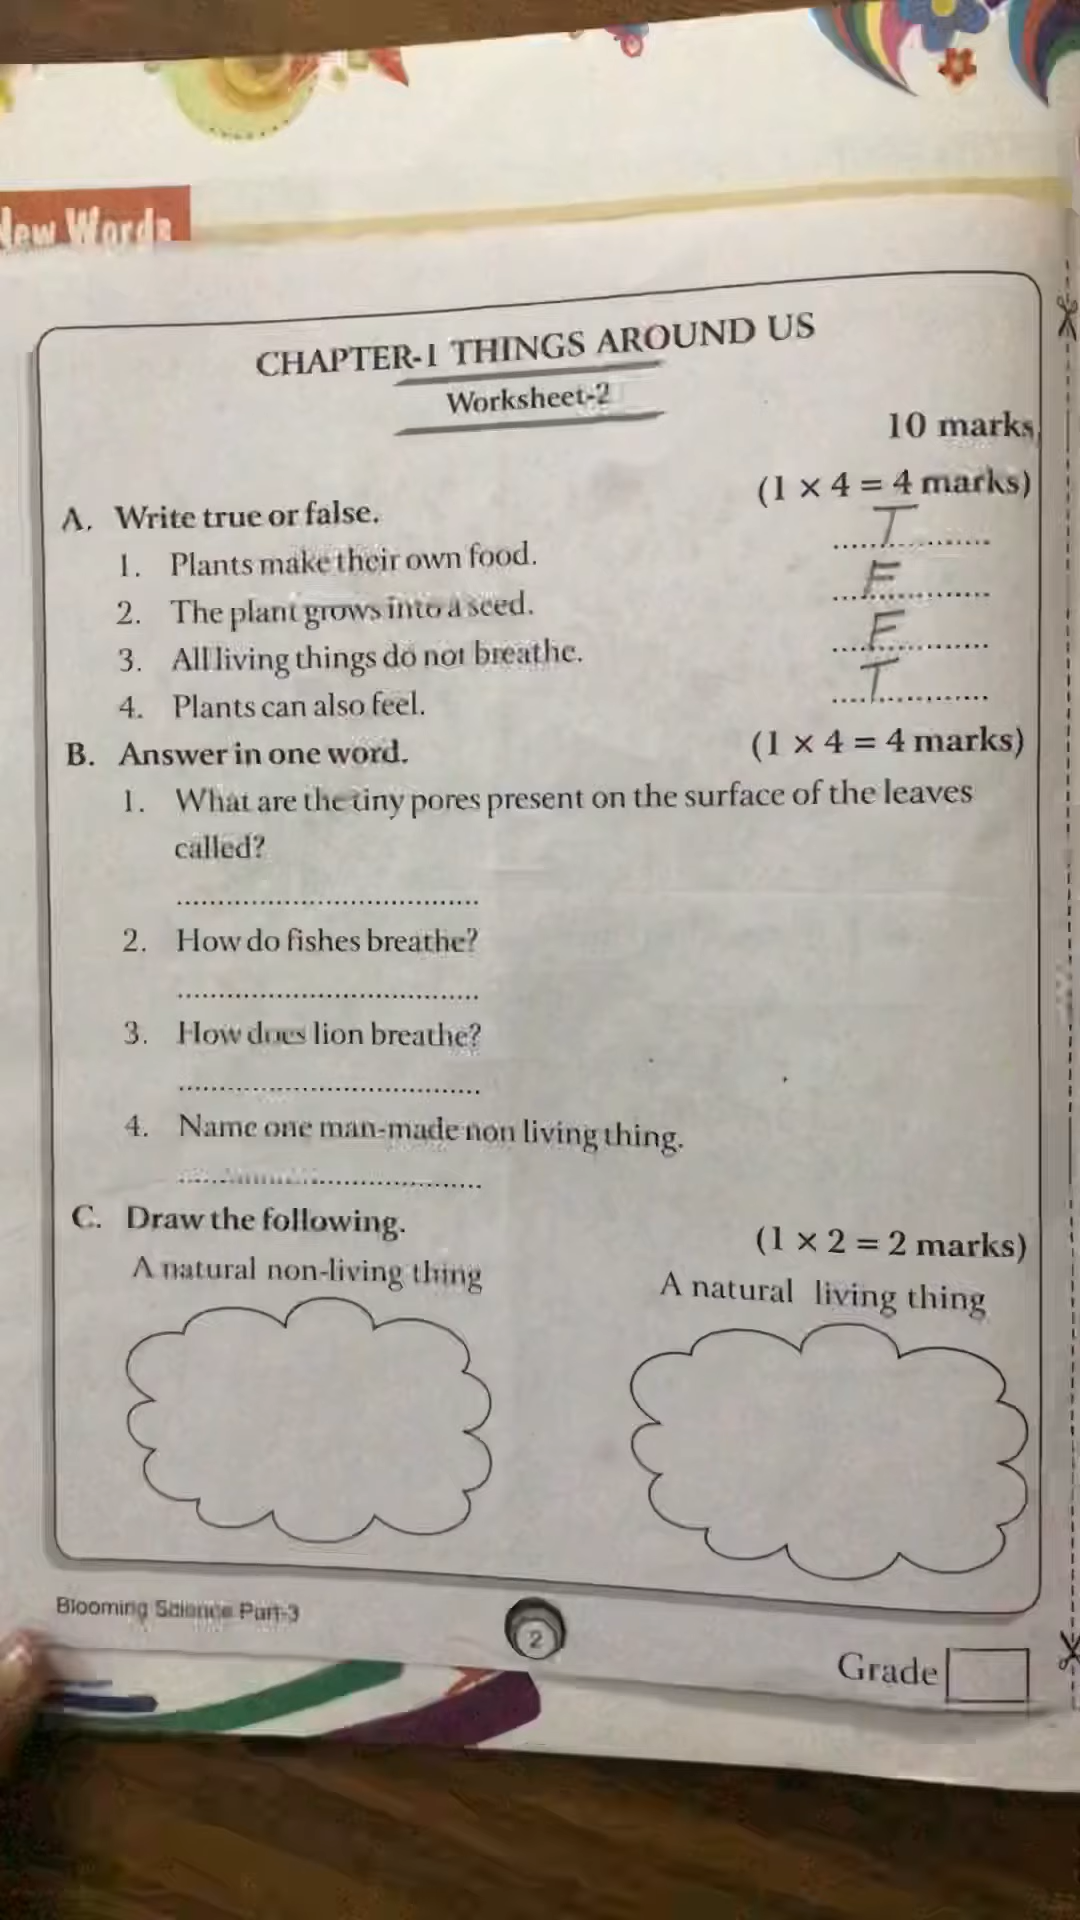 New Words
CHAPTER-1 THINGS AROUND US
Worksheet-2
10 marks
(1 × 4 = 4 marks)
A. Write true or false.
1. Plants make their own food. T
2. The plant grows into a seed. F
3. All living things do not breathe. F
4. Plants can also feel. T
B. Answer in one word. (1 × 4 = 4 marks)
1. What are the tiny pores present on the surface of the leaves
called?
2. How do fishes breathe?
3. How does lion breathe?
4. Name one man-made non living thing.
C. Draw the following. (1 × 2 = 2 marks)
A natural non-living thing A natural living thing
Blooming Science Part-3
2
Grade